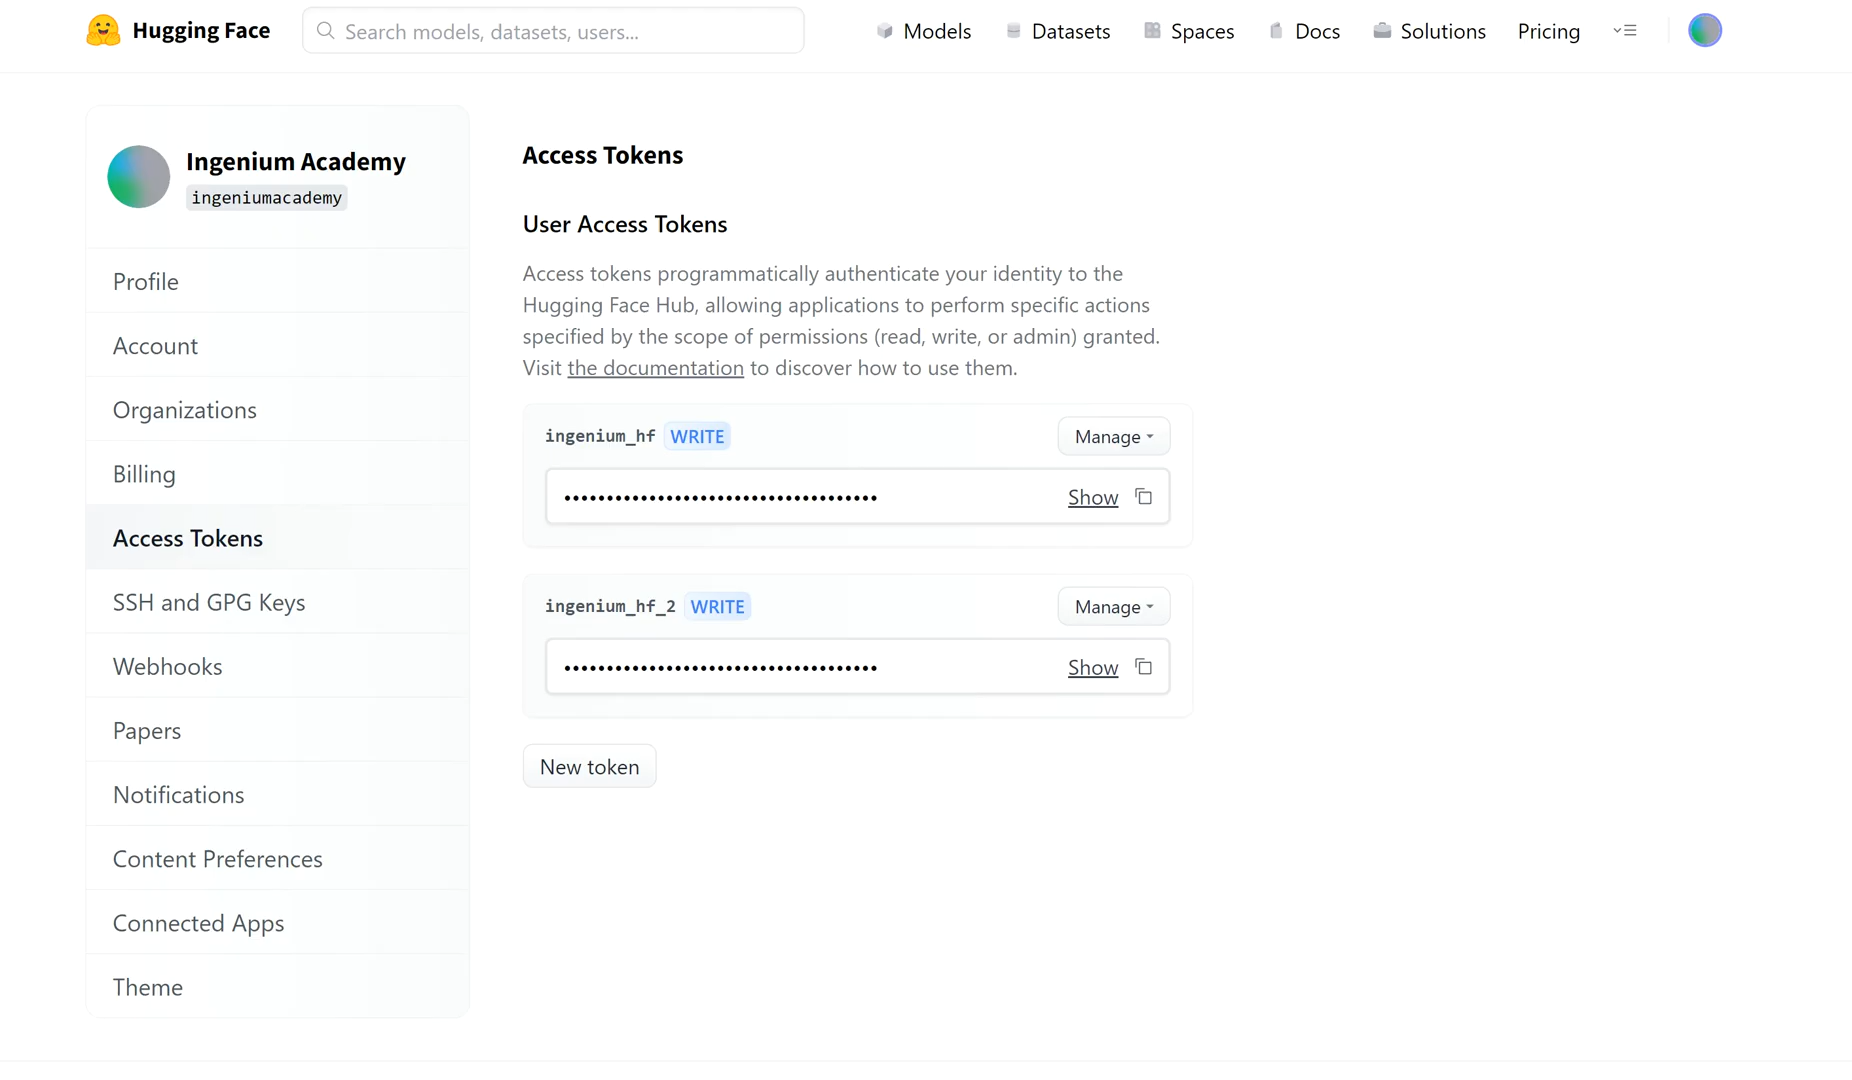 Hugging Face
Search models, datasets, users...
Models
Datasets
Spaces
Docs
Solutions
Pricing
Ingenium Academy
ingeniumacademy
Profile
Account
Organizations
Billing
Access Tokens
SSH and GPG Keys
Webhooks
Papers
Notifications
Content Preferences
Connected Apps
Theme
Access Tokens
User Access Tokens
Access tokens programmatically authenticate your identity to the
Hugging Face Hub, allowing applications to perform specific actions
specified by the scope of permissions (read, write, or admin) granted.
Visit the documentation to discover how to use them.
ingenium_hf WRITE
Manage
Show
ingenium_hf_2 WRITE
Manage
Show
New token